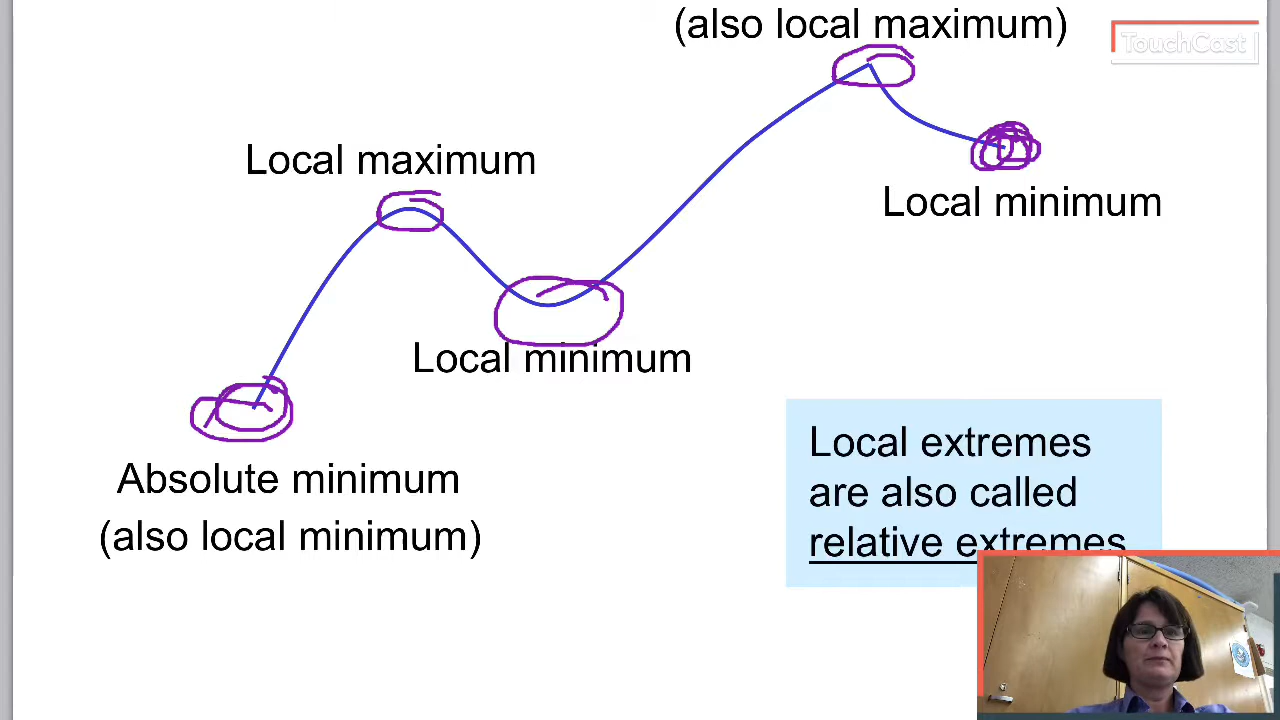 (also local maximum)
TouchCast
Local maximum
Local minimum
Local minimum
Absolute minimum
(also local minimum)
Local extremes
are also called
relative extremes